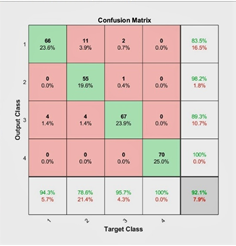 Confusion Matrix
1 66 23.6% 11 3.9% 2 0.7% 0 0.0% 83.5% 16.5%
2 0 0.0% 55 19.6% 1 0.4% 0 0.0% 98.2% 1.8%
3 4 1.4% 4 1.4% 67 23.9% 0 0.0% 89.3% 10.7%
4 0 0.0% 0 0.0% 0 0.0% 70 25.0% 100% 0.0%
94.3% 5.7% 78.6% 21.4% 95.7% 4.3% 100% 0.0% 92.1% 7.9%
1 2 3 4
Output Class
Target Class